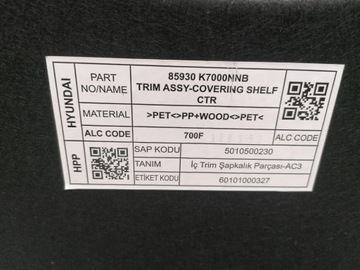 HYUNDAI
PART NO/NAME
85930 K7000NNB
TRIM ASSY-COVERING SHELF
CTR
MATERIAL
>PET<>PP+WOOD<>PET<
ALC CODE
700F
ALC CODE
HPP
SAP KODU
5010500230
TANIM
İç Trim Şapkalık Parçası-AC3
ETİKET KODU
60101000327